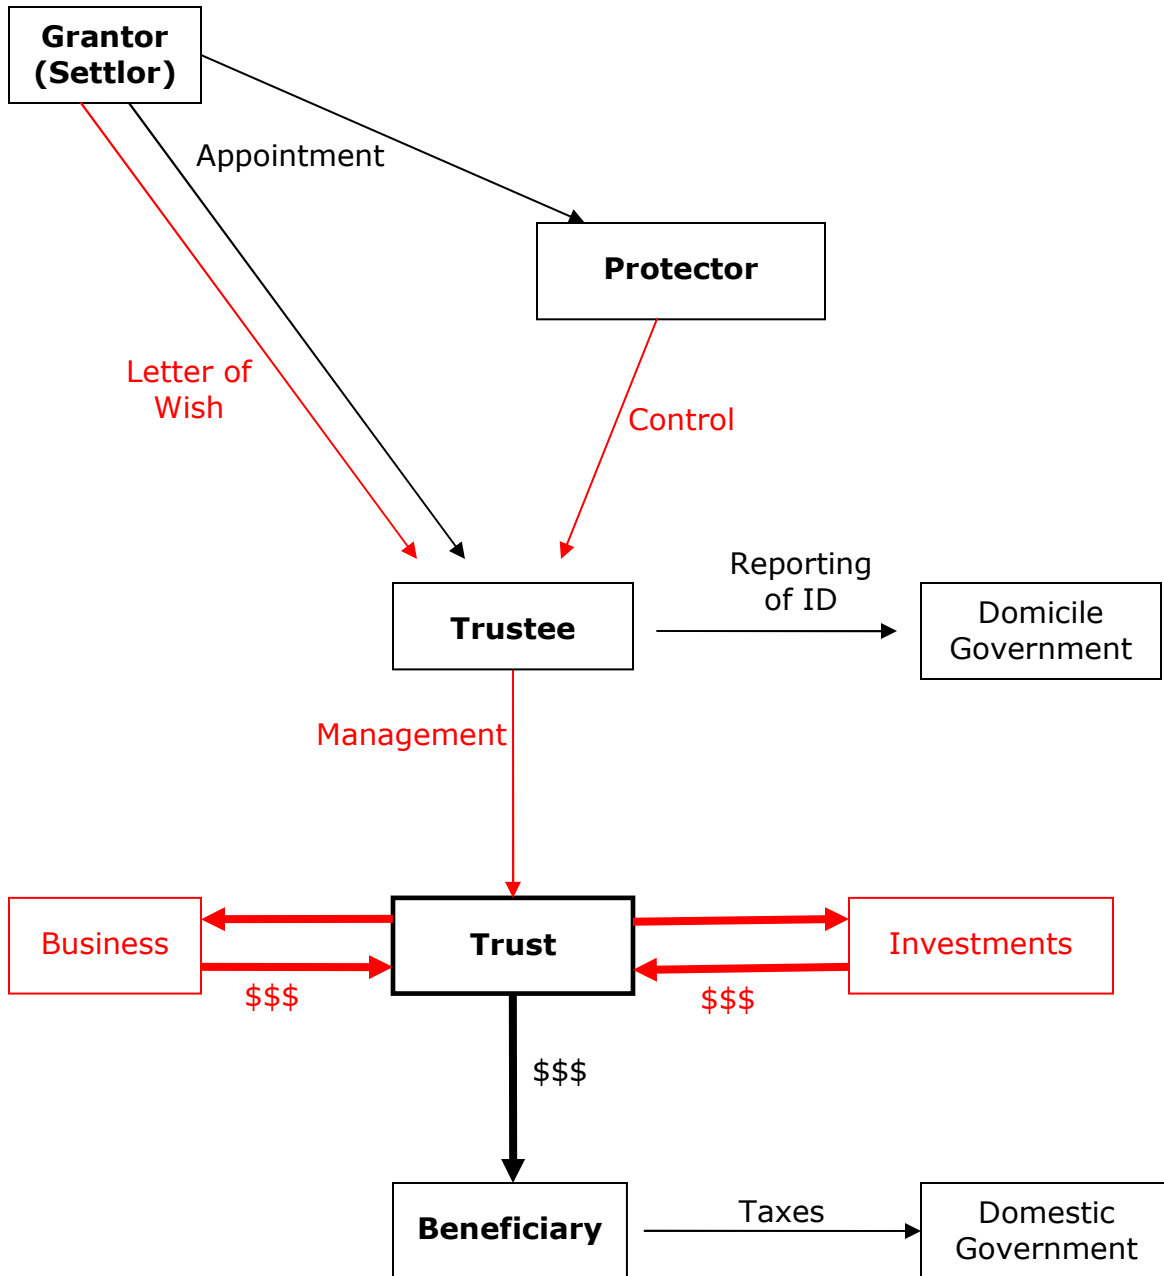 Grantor
(Settlor)
Appointment
Protector
Letter of
Wish
Control
Reporting
of ID
Trustee
Domicile
Government
Management
Business
Trust
Investments
$$$
$$$
$$$
Beneficiary
Taxes
Domestic
Government